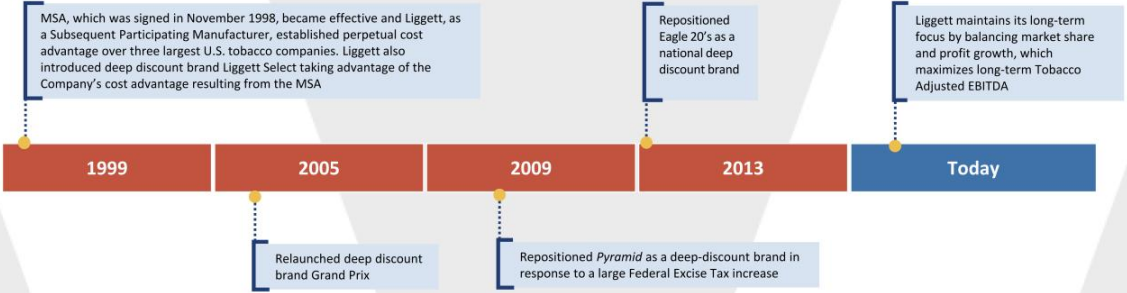 MSA, which was signed in November 1998, became effective and Liggett, as
a Subsequent Participating Manufacturer, established perpetual cost
advantage over three largest U.S. tobacco companies. Liggett also
introduced deep discount brand Liggett Select taking advantage of the
Company's cost advantage resulting from the MSA
Repositioned
Eagle 20's as a
national deep
discount brand
Liggett maintains its long-term
focus by balancing market share
and profit growth, which
maximizes long-term Tobacco
Adjusted EBITDA
1999
2005
2009
2013
Today
Relaunched deep discount
brand Grand Prix
Repositioned Pyramid as a deep-discount brand in
response to a large Federal Excise Tax increase